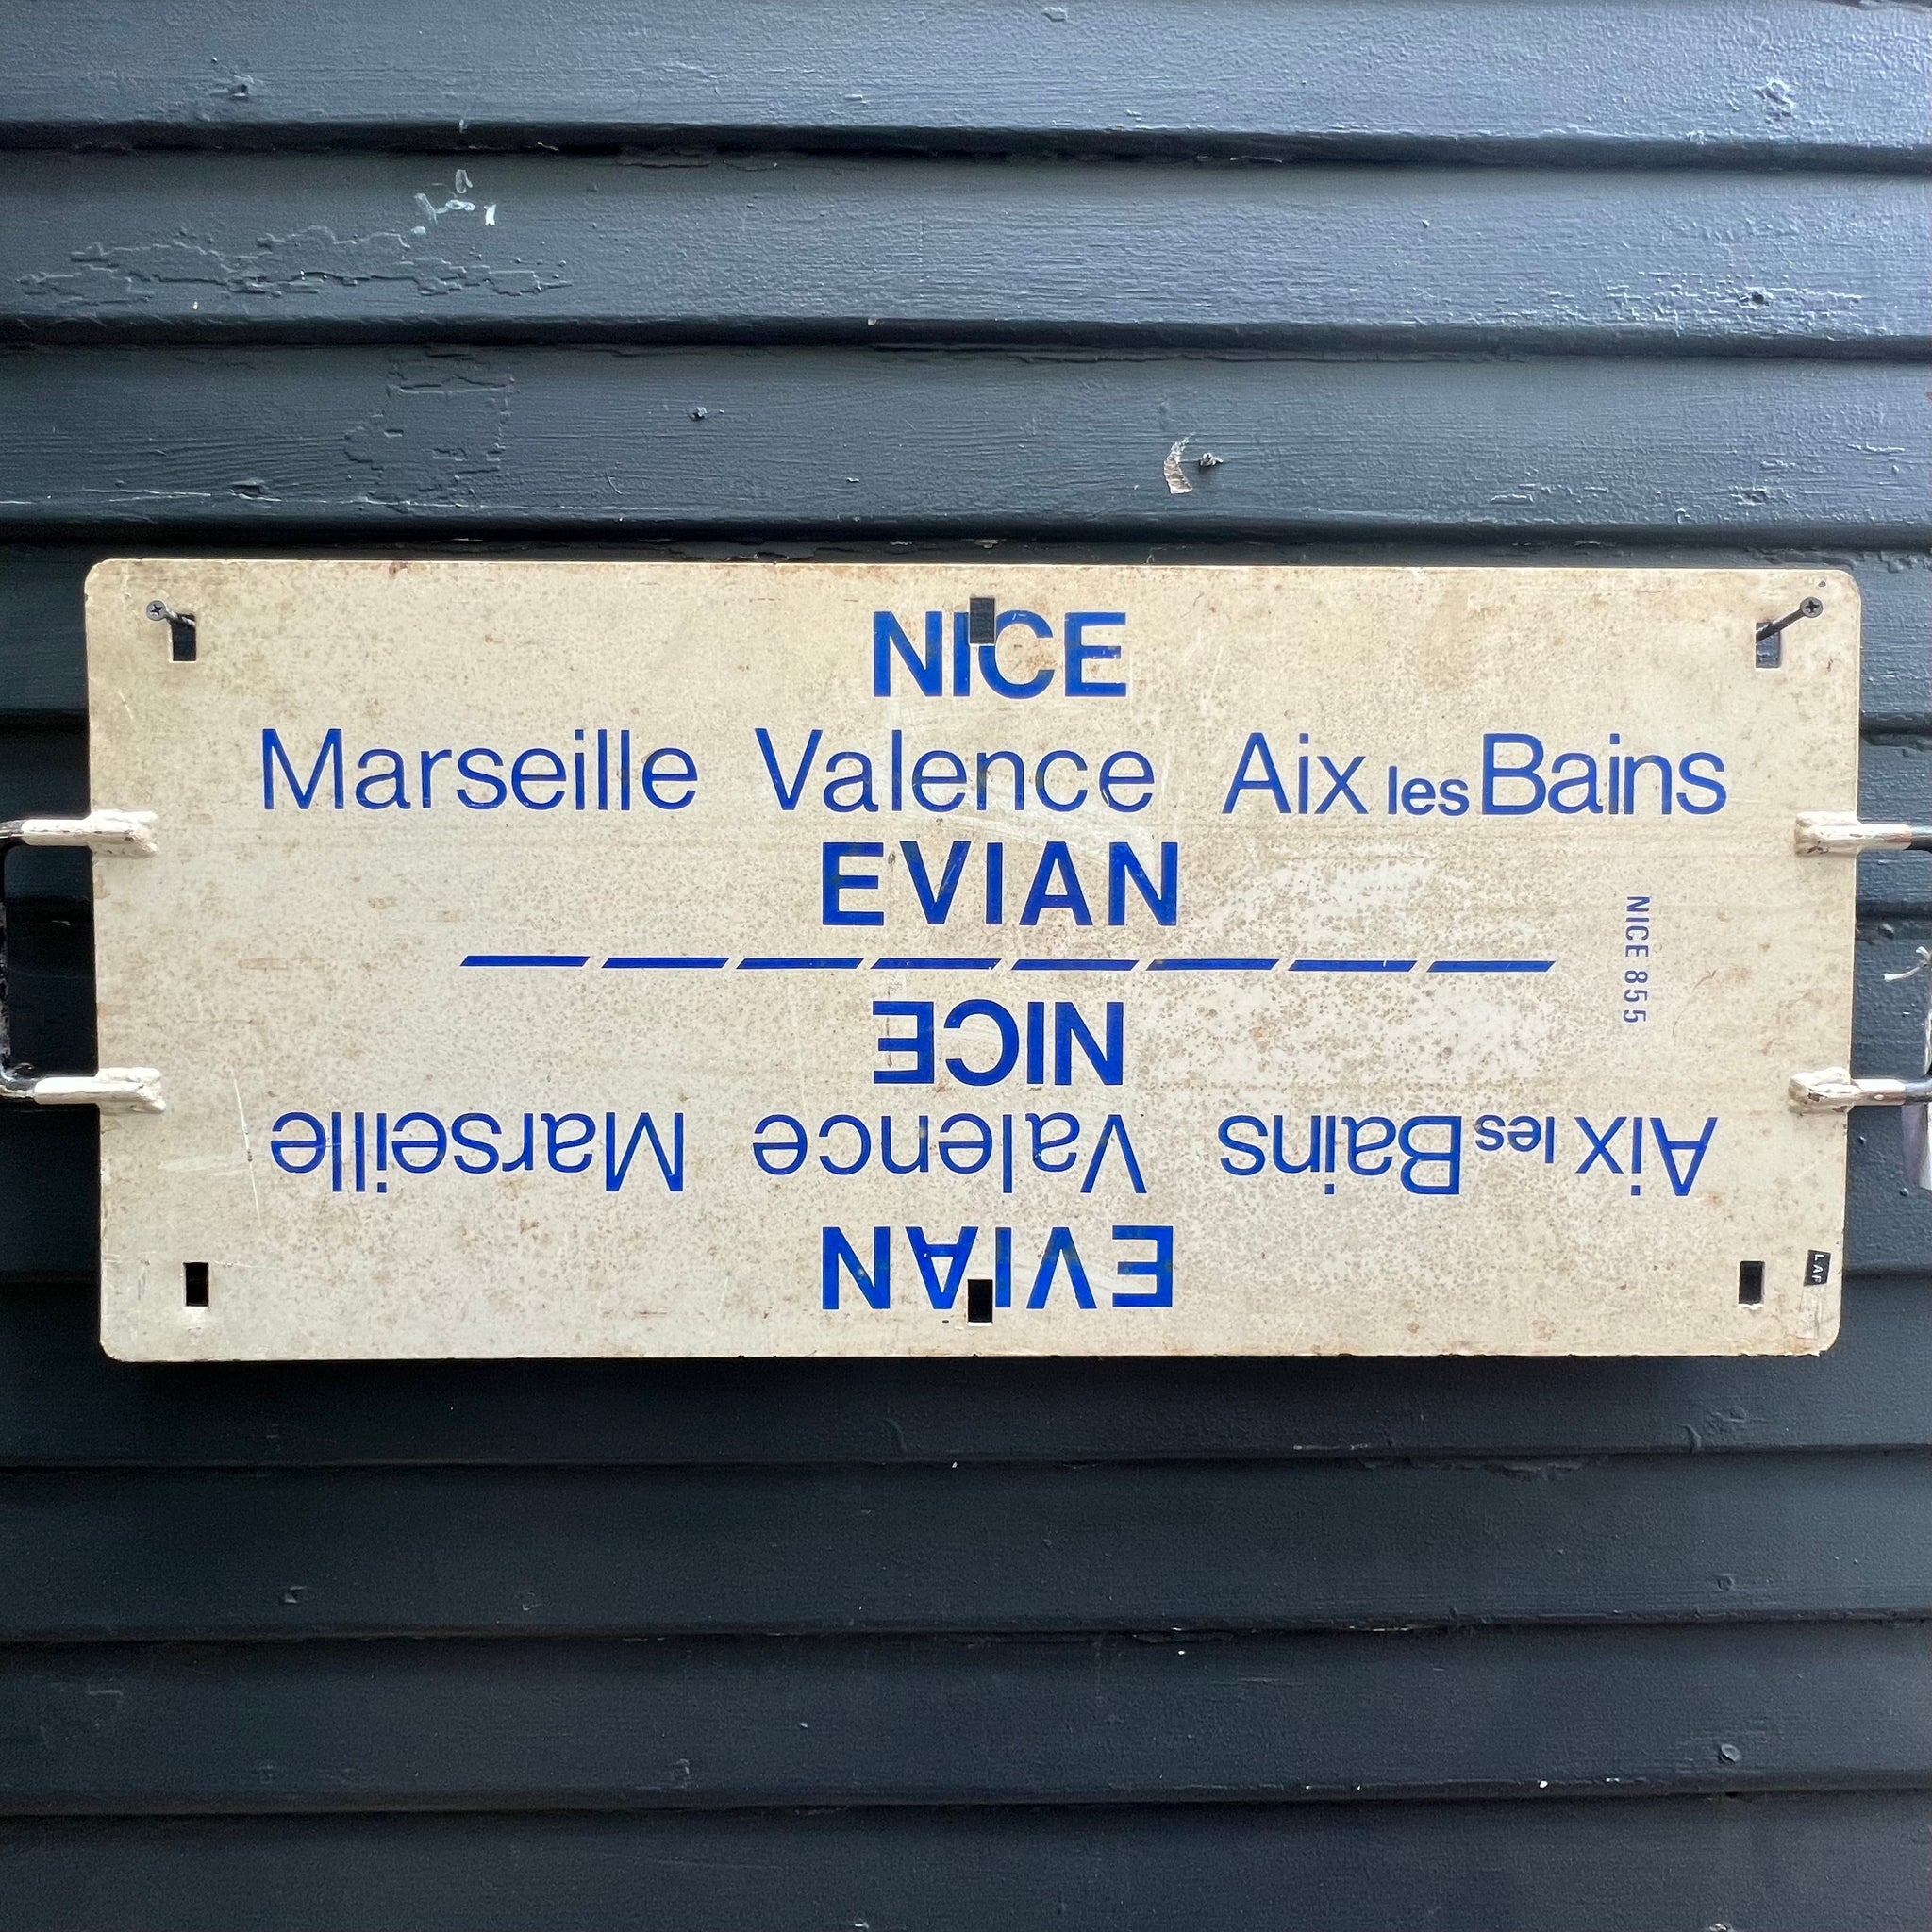 NICE
Marseille Valence Aix les Bains
EVIAN
NICE 855
EVIAN
Aix les Bains Valence Marseille
NICE
LAF